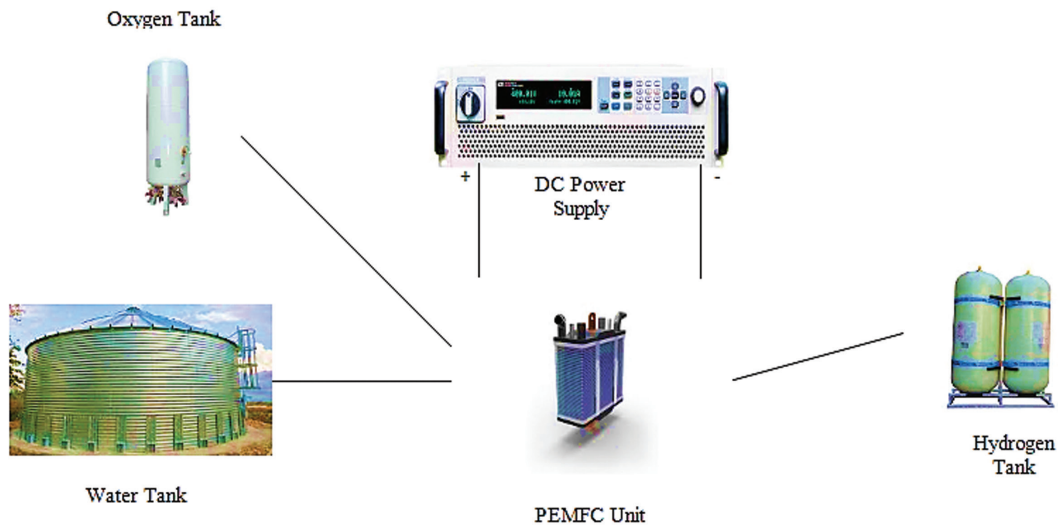 Oxygen Tank
+
-
DC Power
Supply
Water Tank
PEMFC Unit
Hydrogen
Tank